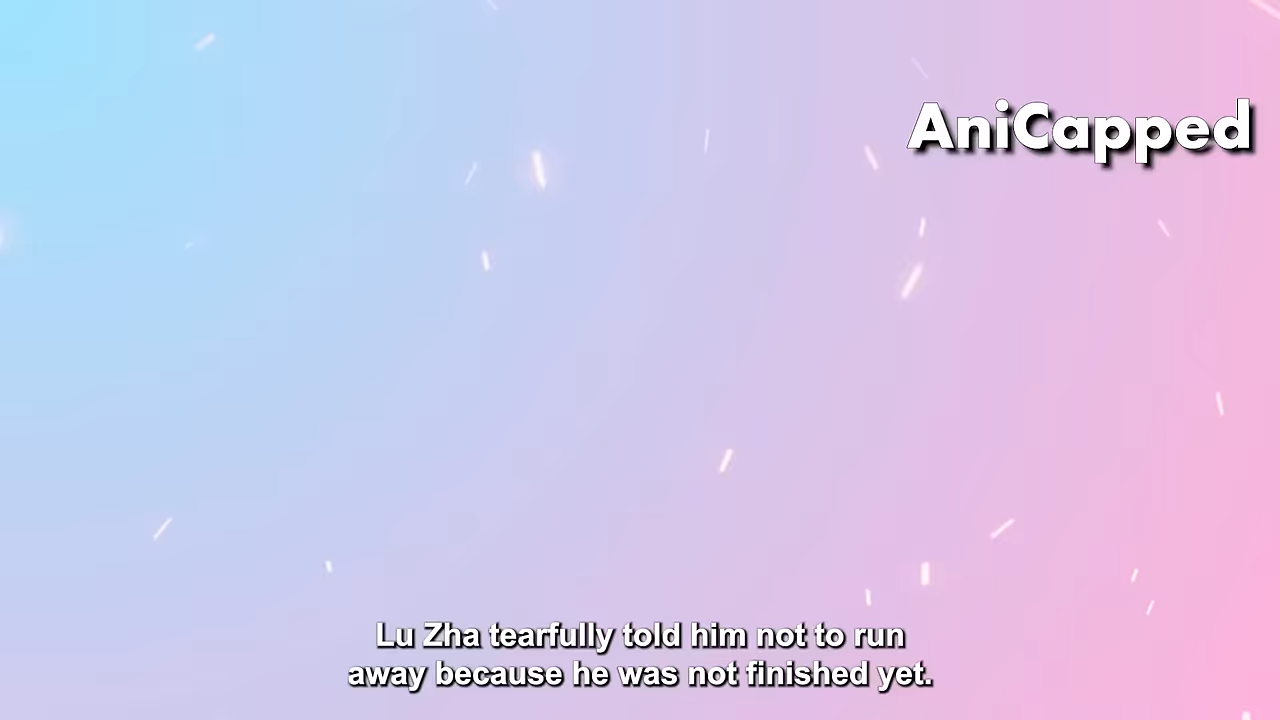 AniCapped
Lu Zha tearfully told him not to run
away because he was not finished yet.